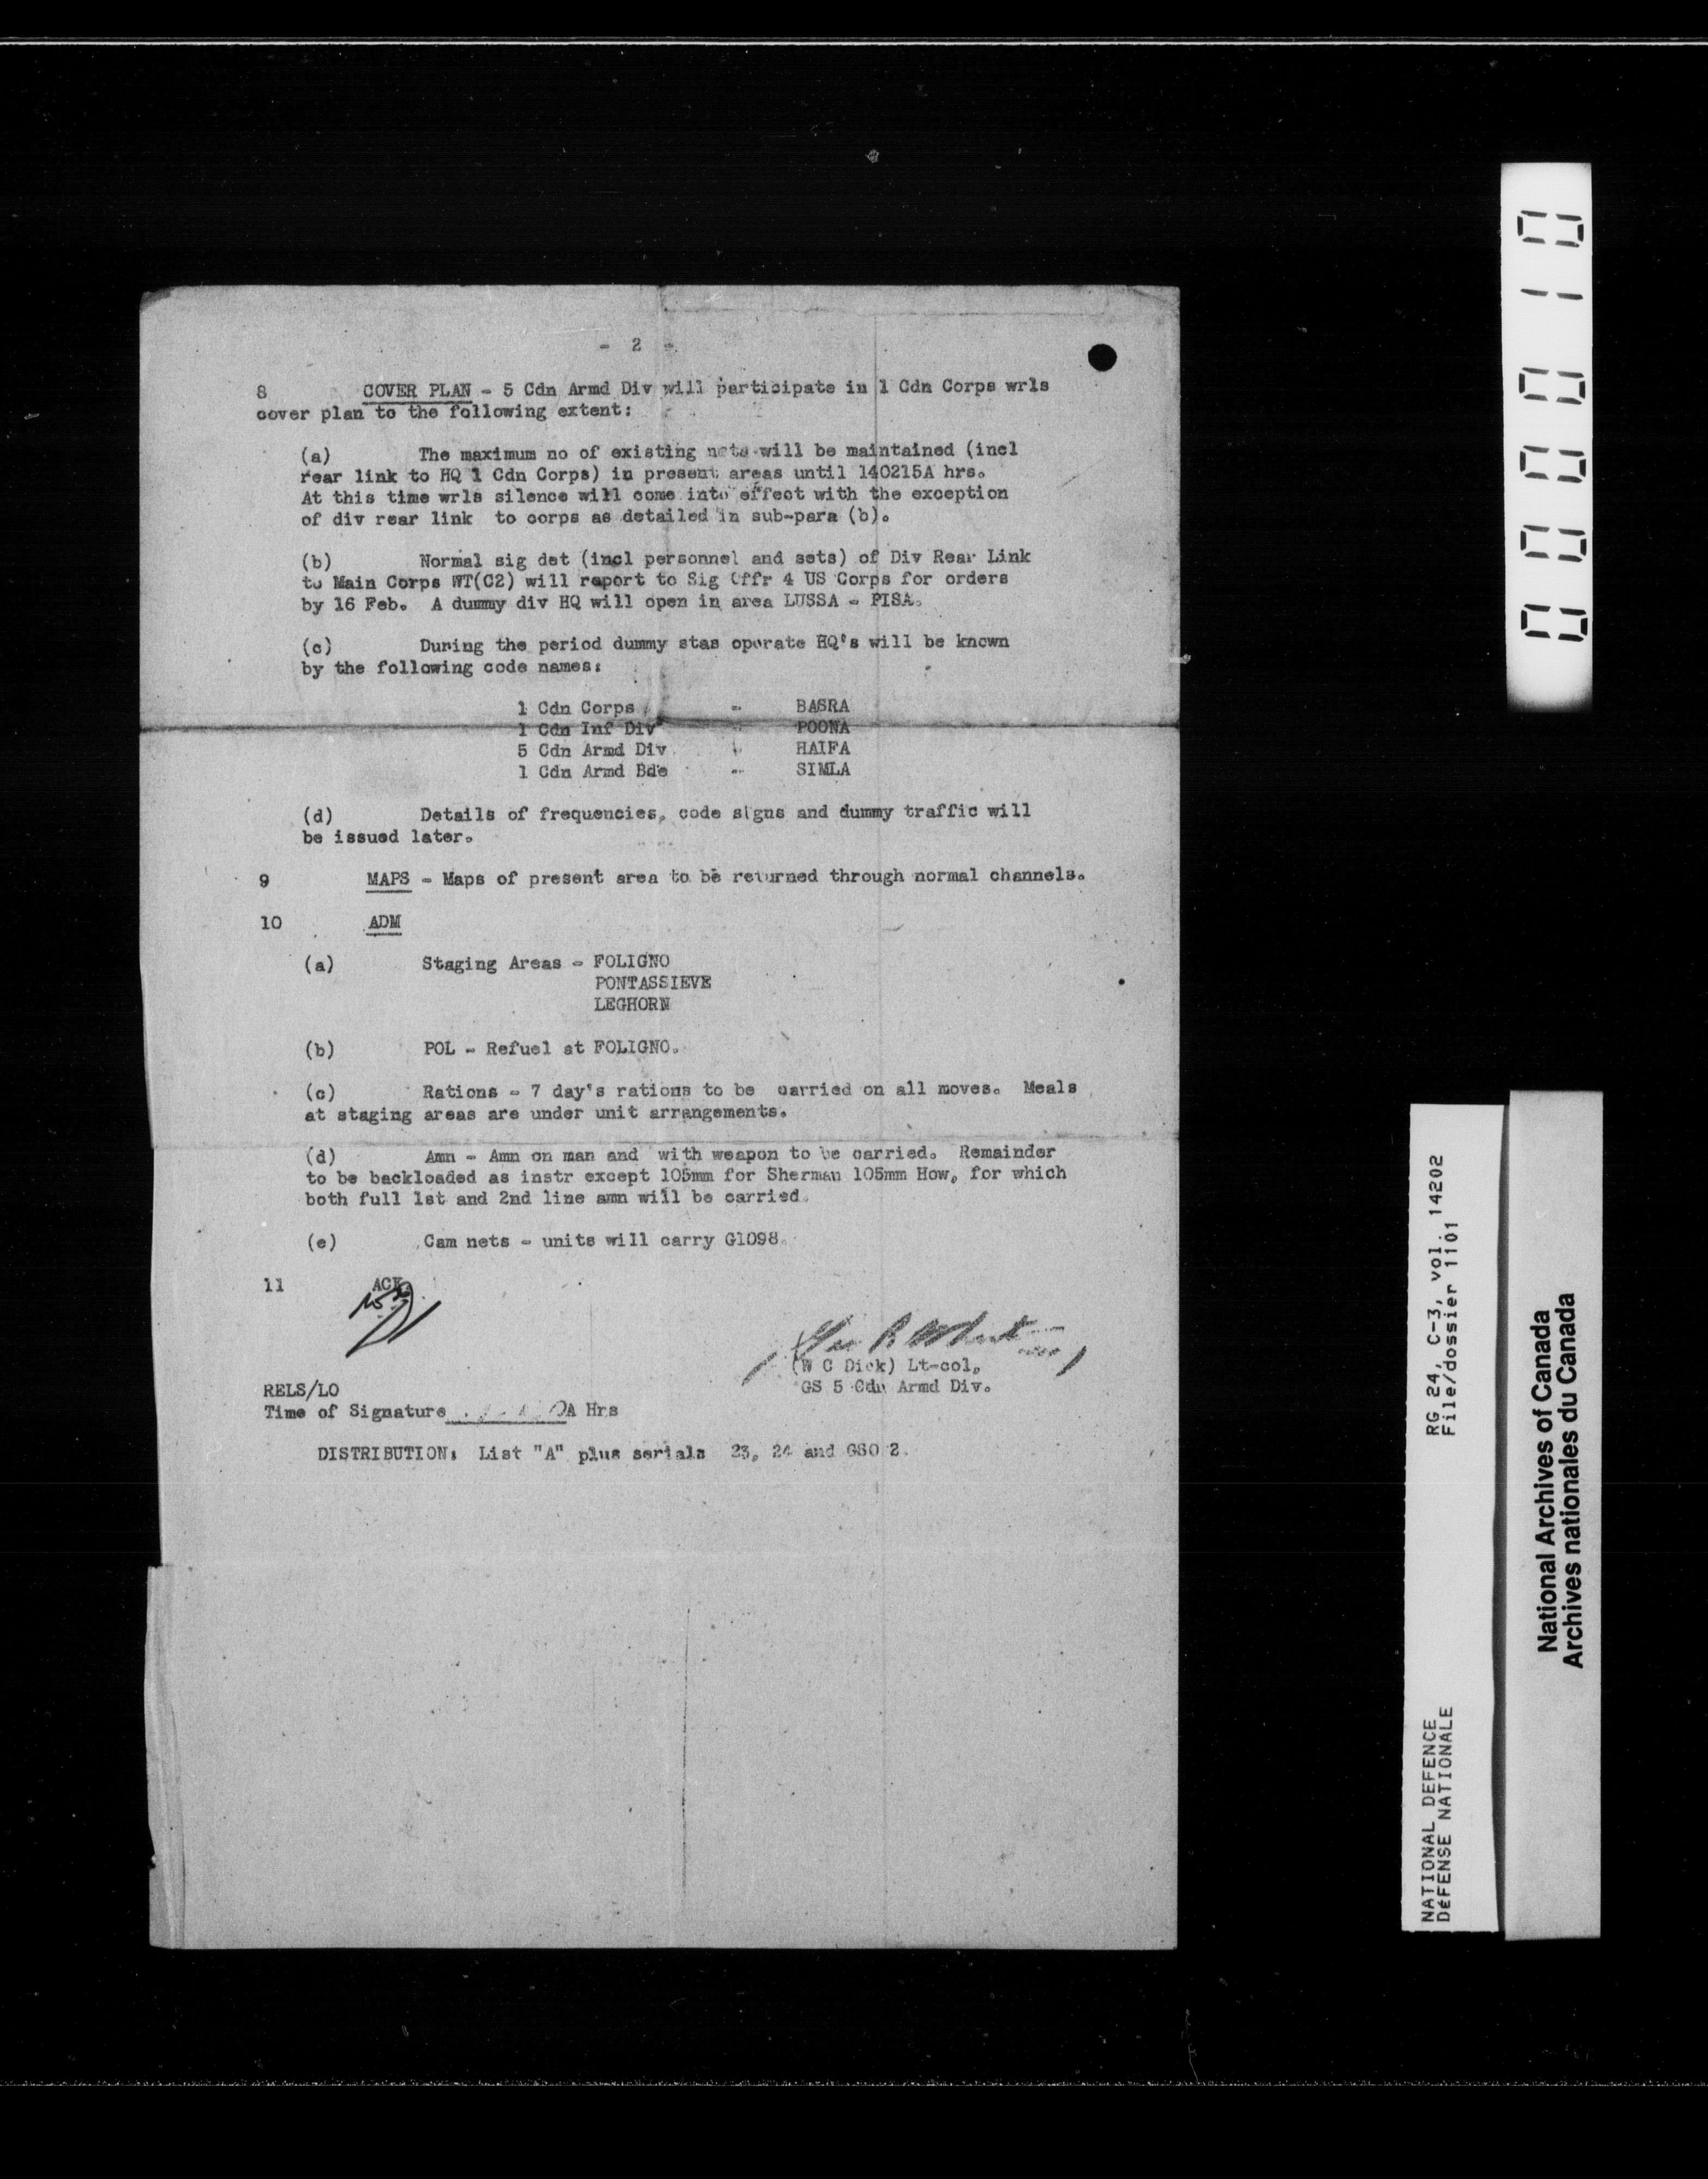 - 2 -
8 COVER PLAN - 5 Cdn Armd Div will participate in 1 Cdn Corps wrls
cover plan to the following extent:
(a) The maximum no of existing nets will be maintained (incl
rear link to HQ 1 Cdn Corps) in present areas until 140215A hrs.
At this time wrls silence will come into effect with the exception
of div rear link to corps as detailed in sub-para (b).
(b) Normal sig det (incl personnel and sets) of Div Rear Link
to Main Corps WT(C2) will report to Sig Offr 4 US Corps for orders
by 16 Feb. A dummy div HQ will open in area LUSSA - PISA.
(c) During the period dummy stas operate HQ's will be known
by the following code names:
1 Cdn Corps - BASRA
1 Cdn Inf Div - POONA
5 Cdn Armd Div - HAIFA
1 Cdn Armd Bde - SIMLA
(d) Details of frequencies, code signs and dummy traffic will
be issued later.
9 MAPS - Maps of present area to be returned through normal channels.
10 ADM
(a) Staging Areas - FOLIGNO
PONTASSIEVE
LEGHORN
(b) POL - Refuel at FOLIGNO.
(c) Rations - 7 day's rations to be carried on all moves. Meals
at staging areas are under unit arrangements.
(d) Amn - Amn on man and with weapon to be carried. Remainder
to be backloaded as instr except 105mm for Sherman 105mm How, for which
both full 1st and 2nd line amn will be carried.
(e) Cam nets - units will carry G1098.
11 ACK.
(W C Dick) Lt-col,
GS 5 Cdn Armd Div.
RELS/LO
Time of Signature A Hrs
DISTRIBUTION: List "A" plus serials 23, 24 and GSO 2.
000010
RG 24, C-3, vol. 14202
File/dossier 1101
NATIONAL DEFENCE
DéFENSE NATIONALE
National Archives of Canada
Archives nationales du Canada